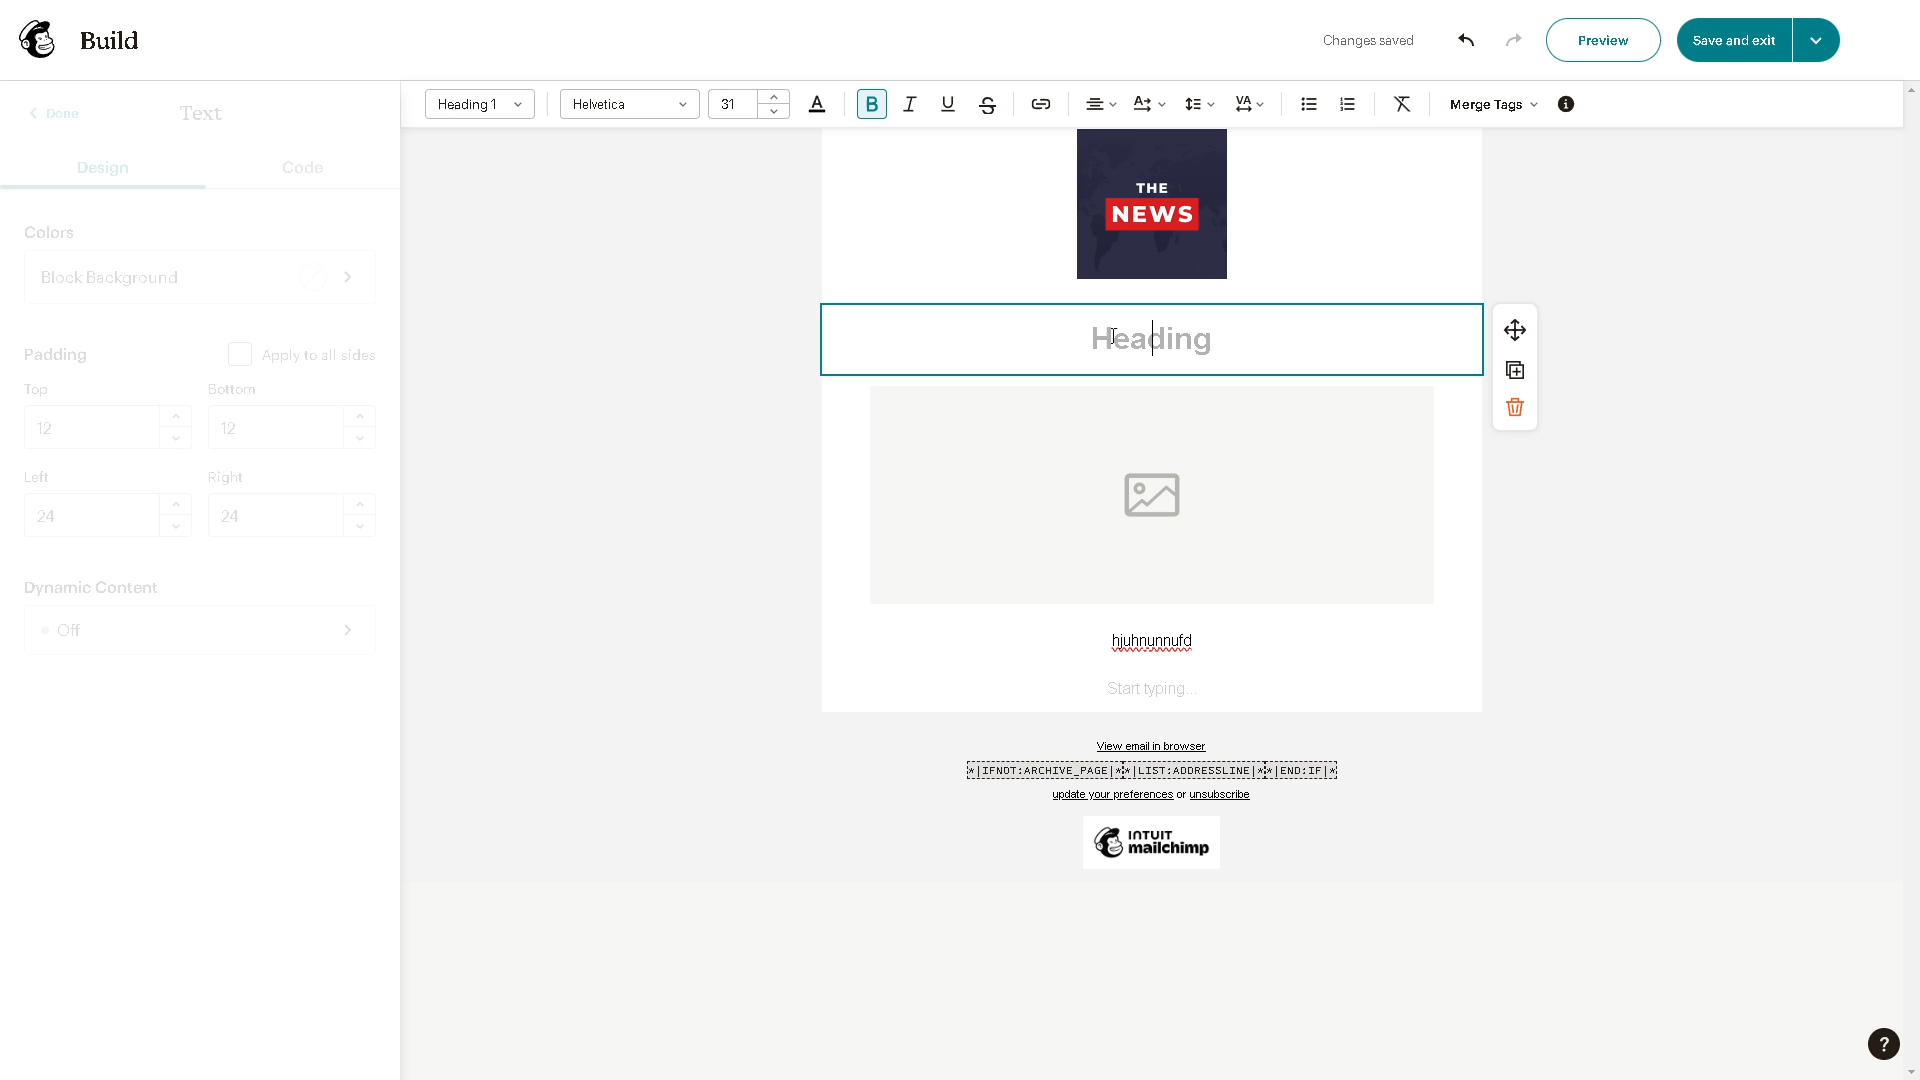 Build
Changes saved
Preview
Save and exit
Done
Text
Heading 1
Helvetica
31
A
B
I
U
S
VA
Merge Tags
Design
Code
THE
NEWS
Colors
Block Background
Heading
Padding
Apply to all sides
Top
Bottom
12
12
Left
Right
24
24
Dynamic Content
Off
hjuhnunnufd
Start typing...
View email in browser
*|IFNOT:ARCHIVE_PAGE|**|LIST:ADDRESSLINE|**|END:IF|*
update your preferences or unsubscribe
INTUIT
mailchimp
?